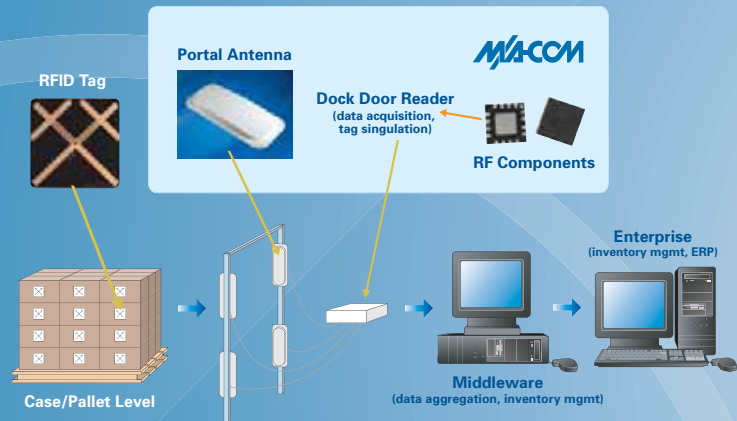 Portal Antenna
M/A-COM
RFID Tag
Dock Door Reader
(data acquisition,
tag singulation)
RF Components
Enterprise
(inventory mgmt, ERP)
Middleware
(data aggregation, inventory mgmt)
Case/Pallet Level